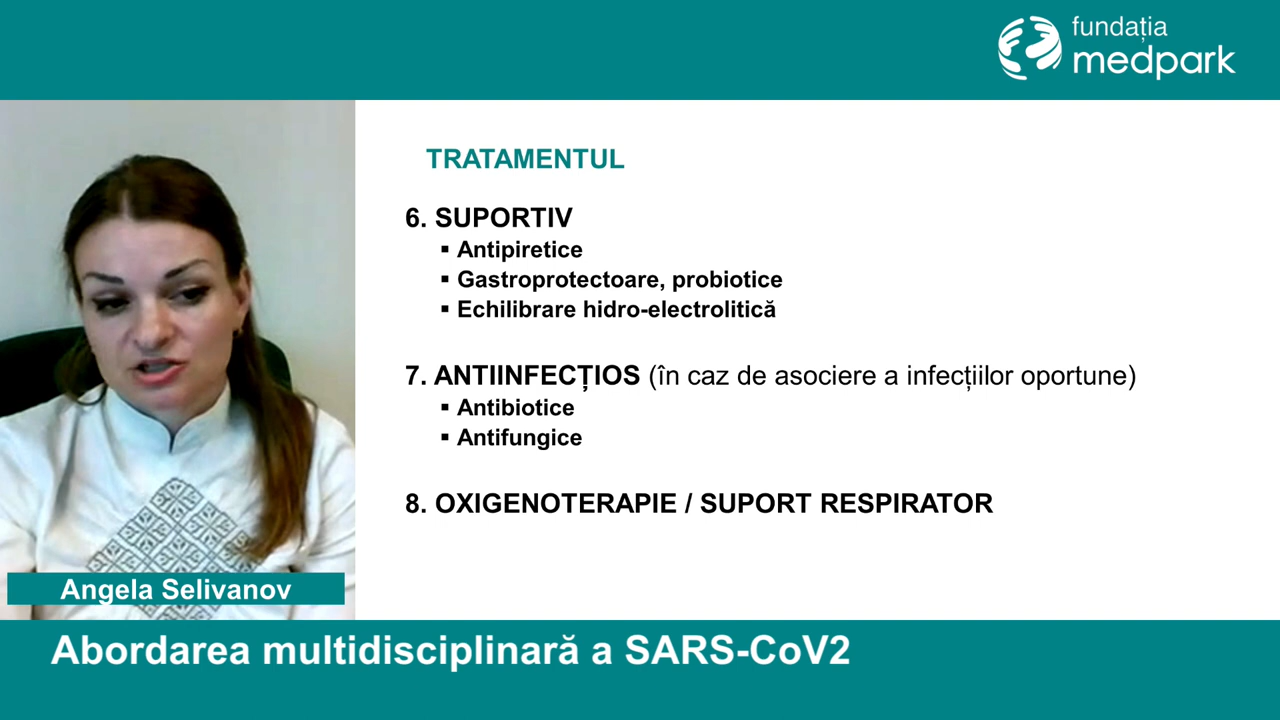 fundația
medpark
TRATAMENTUL
6. SUPORTIV
▪ Antipiretice
▪ Gastroprotectoare, probiotice
▪ Echilibrare hidro-electrolitică
7. ANTIINFECȚIOS (în caz de asociere a infecțiilor oportune)
▪ Antibiotice
▪ Antifungice
8. OXIGENOTERAPIE / SUPORT RESPIRATOR
Angela Selivanov
Abordarea multidisciplinară a SARS-CoV2